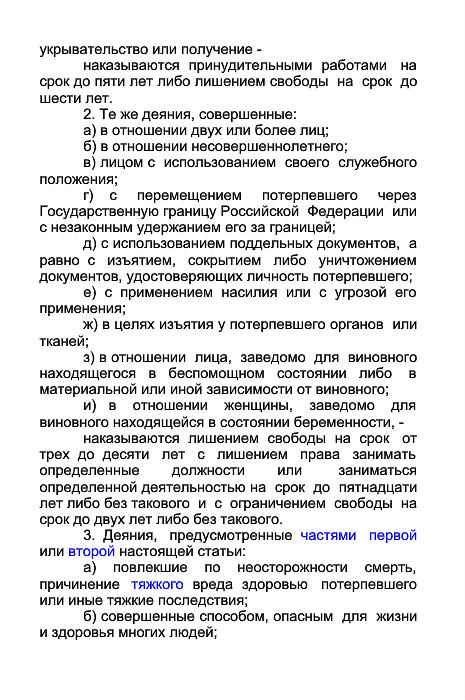 укрывательство или получение -
наказываются принудительными работами на
срок до пяти лет либо лишением свободы на срок до
шести лет.
2. Те же деяния, совершенные:
а) в отношении двух или более лиц;
б) в отношении несовершеннолетнего;
в) лицом с использованием своего служебного
положения;
г) с перемещением потерпевшего через
Государственную границу Российской Федерации или
с незаконным удержанием его за границей;
д) с использованием поддельных документов, а
равно с изъятием, сокрытием либо уничтожением
документов, удостоверяющих личность потерпевшего;
е) с применением насилия или с угрозой его
применения;
ж) в целях изъятия у потерпевшего органов или
тканей;
з) в отношении лица, заведомо для виновного
находящегося в беспомощном состоянии либо в
материальной или иной зависимости от виновного;
и) в отношении женщины, заведомо для
виновного находящейся в состоянии беременности, -
наказываются лишением свободы на срок от
трех до десяти лет с лишением права занимать
определенные должности или заниматься
определенной деятельностью на срок до пятнадцати
лет либо без такового и с ограничением свободы на
срок до двух лет либо без такового.
3. Деяния, предусмотренные частями первой
или второй настоящей статьи:
а) повлекшие по неосторожности смерть,
причинение тяжкого вреда здоровью потерпевшего
или иные тяжкие последствия;
б) совершенные способом, опасным для жизни
и здоровья многих людей;